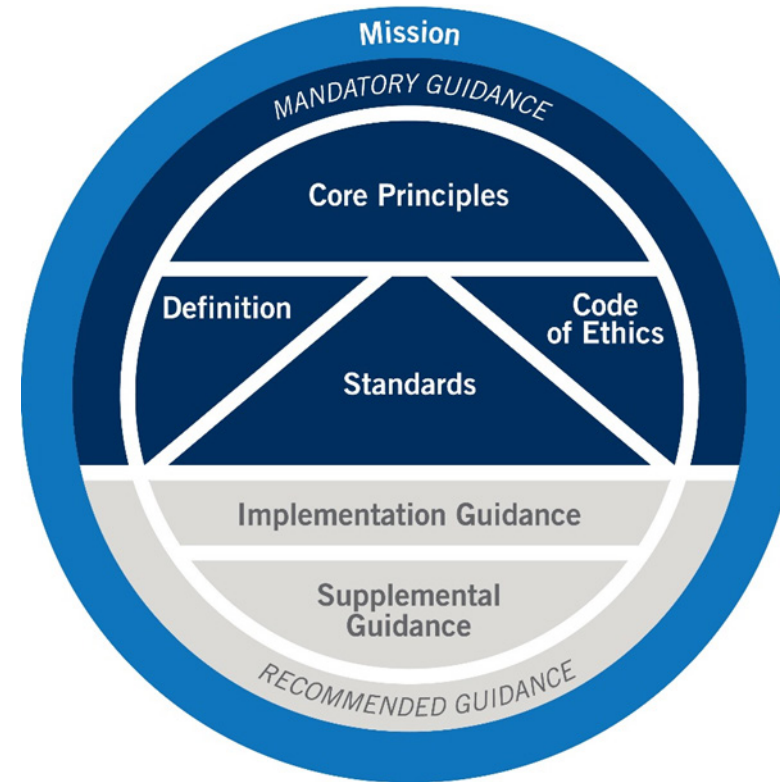 Mission
MANDATORY GUIDANCE
Core Principles
Definition
Code
of Ethics
Standards
Implementation Guidance
Supplemental
Guidance
RECOMMENDED GUIDANCE